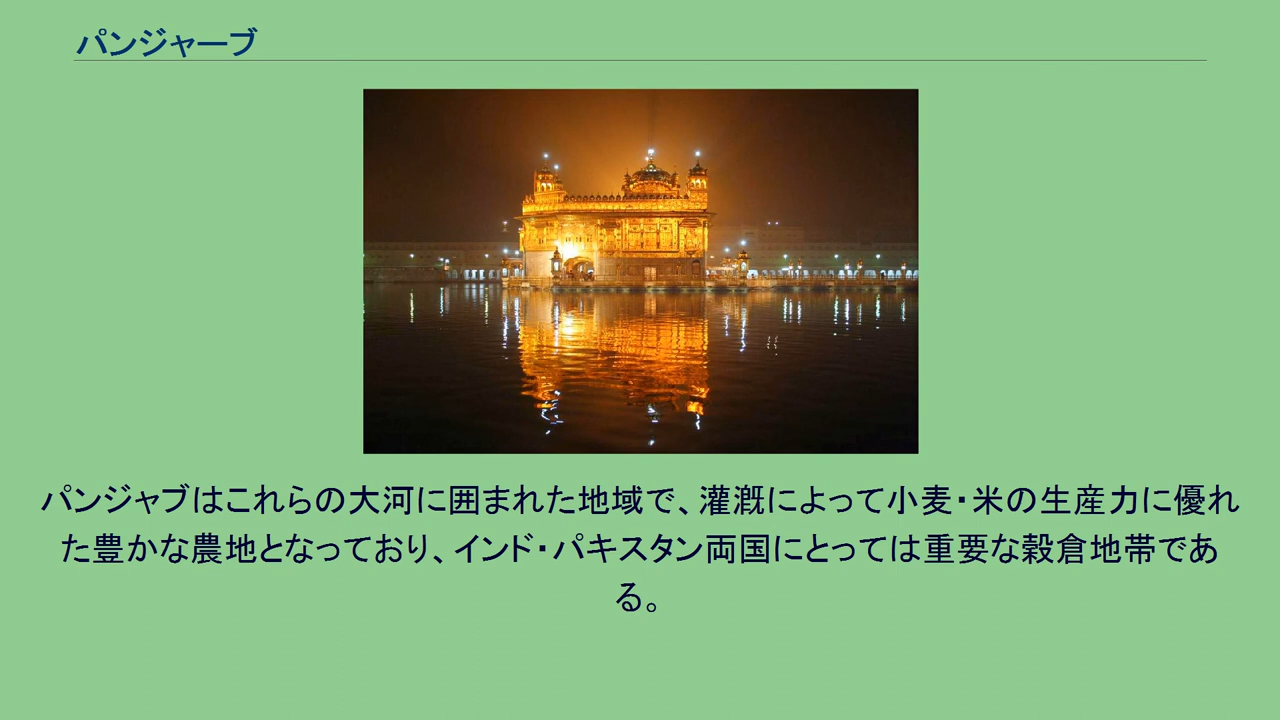 パンジャーブ
パンジャブはこれらの大河に囲まれた地域で、灌漑によって小麦・米の生産力に優れ
た豊かな農地となっており、インド・パキスタン両国にとっては重要な穀倉地帯であ
る。